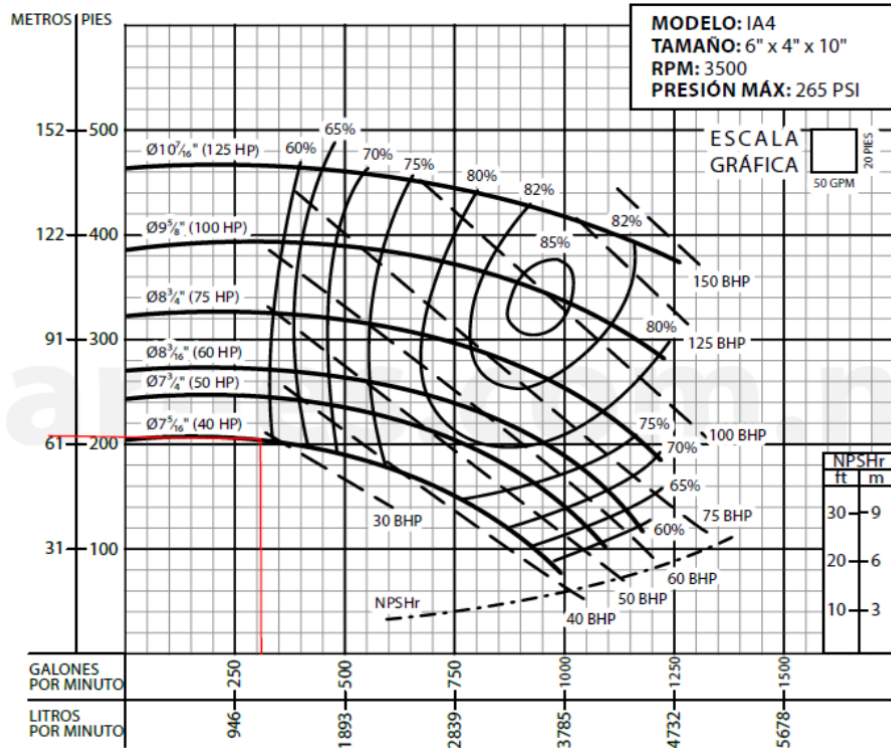 METROS PIES
MODELO: IA4
TAMAÑO: 6" x 4" x 10"
RPM: 3500
PRESIÓN MÁX: 265 PSI
ESCALA
GRÁFICA
20 PIES
50 GPM
152 500
122 400
91 300
61 200
31 100
Ø10⁷⁄₁₆" (125 HP)
Ø9⁵⁄₈" (100 HP)
Ø8³⁄₄" (75 HP)
Ø8³⁄₁₆" (60 HP)
Ø7³⁄₄" (50 HP)
Ø7⁵⁄₁₆" (40 HP)
60%
65%
70%
75%
80%
82%
85%
82%
80%
75%
70%
65%
60%
150 BHP
125 BHP
100 BHP
75 BHP
60 BHP
50 BHP
40 BHP
30 BHP
NPSHr
NPSHr
ft m
30 9
20 6
10 3
GALONES
POR MINUTO
250 500 750 1000 1250 1500
LITROS
POR MINUTO
946 1893 2839 3785 4732 5678